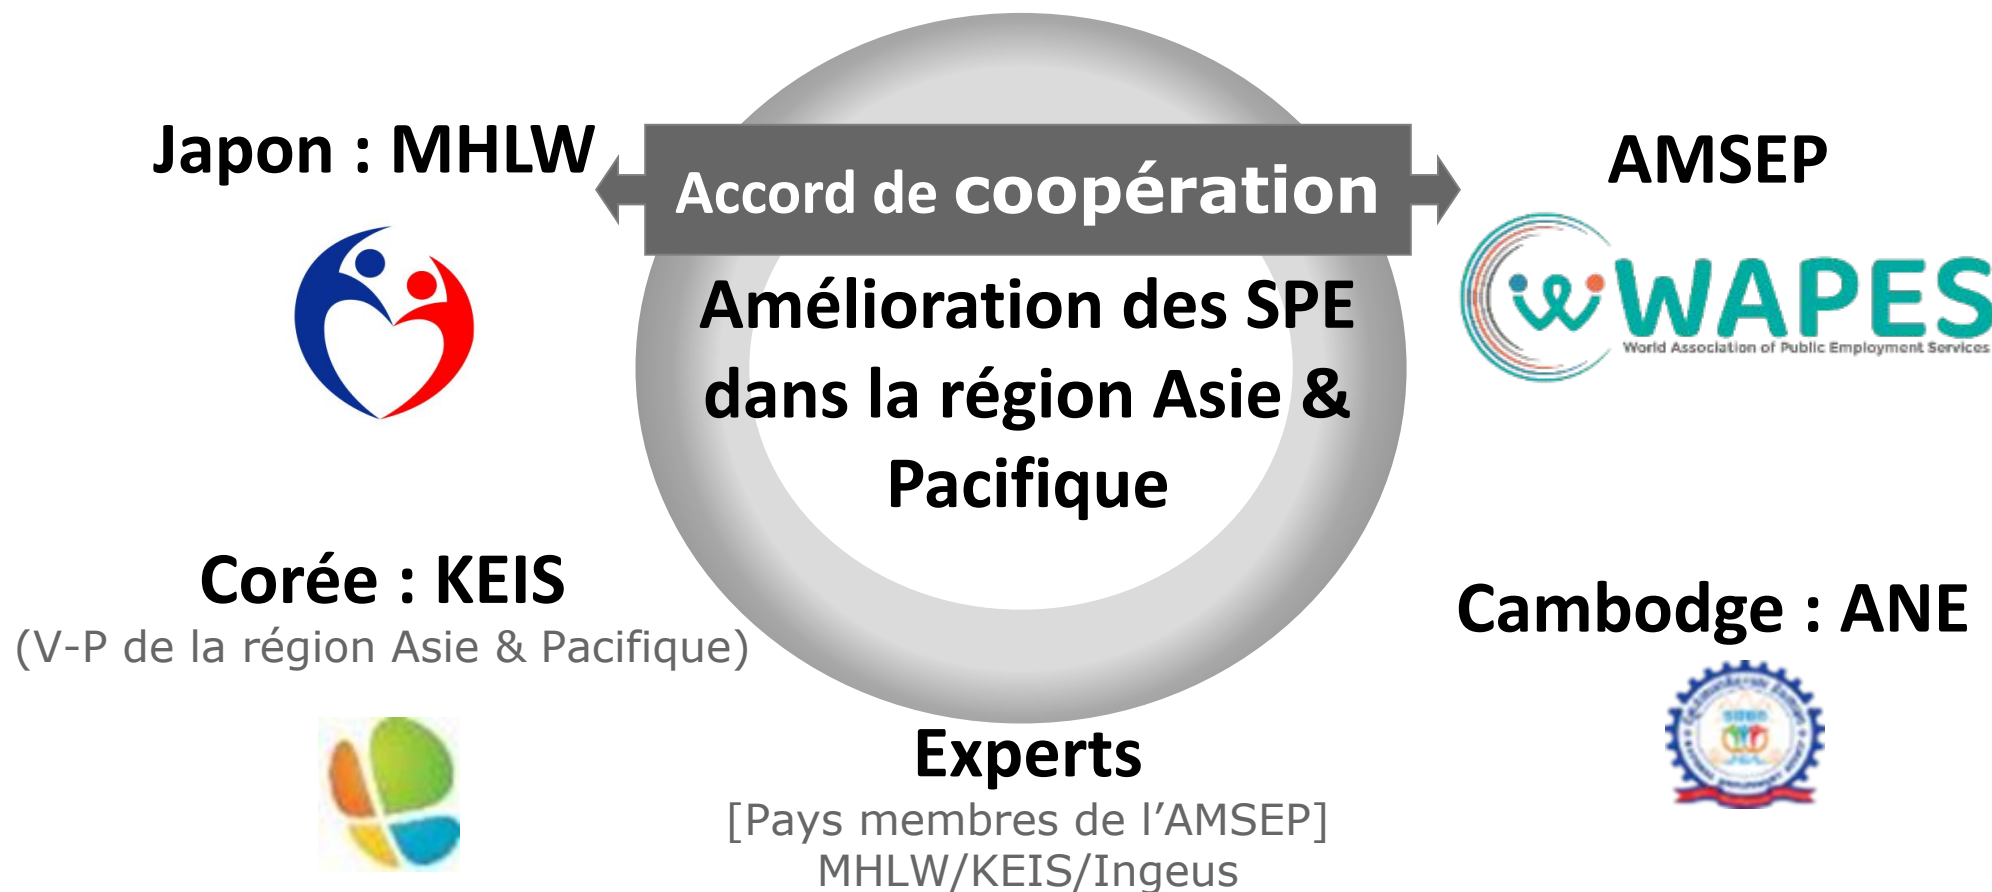 Japon : MHLW
Accord de coopération
AMSEP
WAPES
World Association of Public Employment Services
Amélioration des SPE
dans la région Asie &
Pacifique
Corée : KEIS
(V-P de la région Asie & Pacifique)
Cambodge : ANE
Experts
[Pays membres de l’AMSEP]
MHLW/KEIS/Ingeus